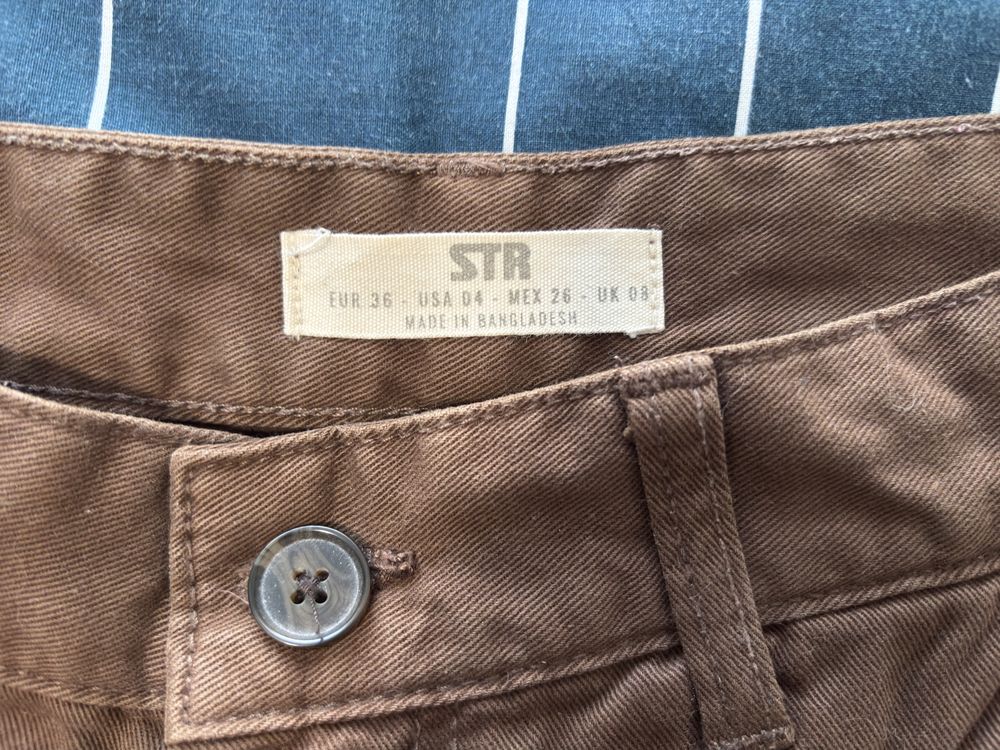 STR
EUR 36 - USA 04 - MEX 26 - UK 08
MADE IN BANGLADESH